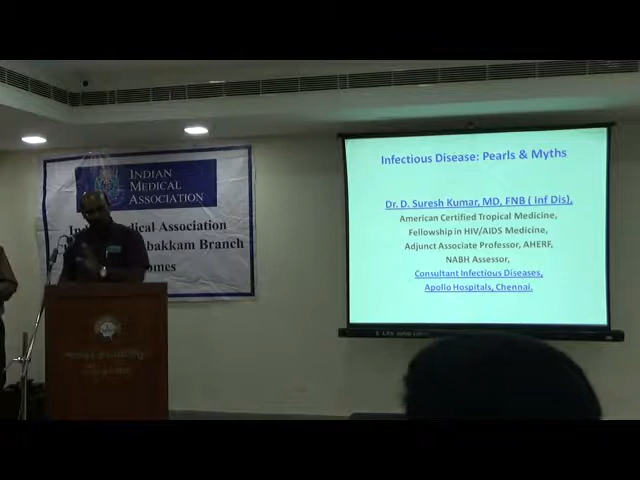 INDIAN
MEDICAL
ASSOCIATION
Medical Association
Branch
Infectious Disease: Pearls & Myths
Dr. D. Suresh Kumar, MD, FNB ( Inf Dis),
American Certified Tropical Medicine,
Fellowship in HIV/AIDS Medicine,
Adjunct Associate Professor, AHERF,
NABH Assessor,
Consultant Infectious Diseases,
Apollo Hospitals, Chennai.